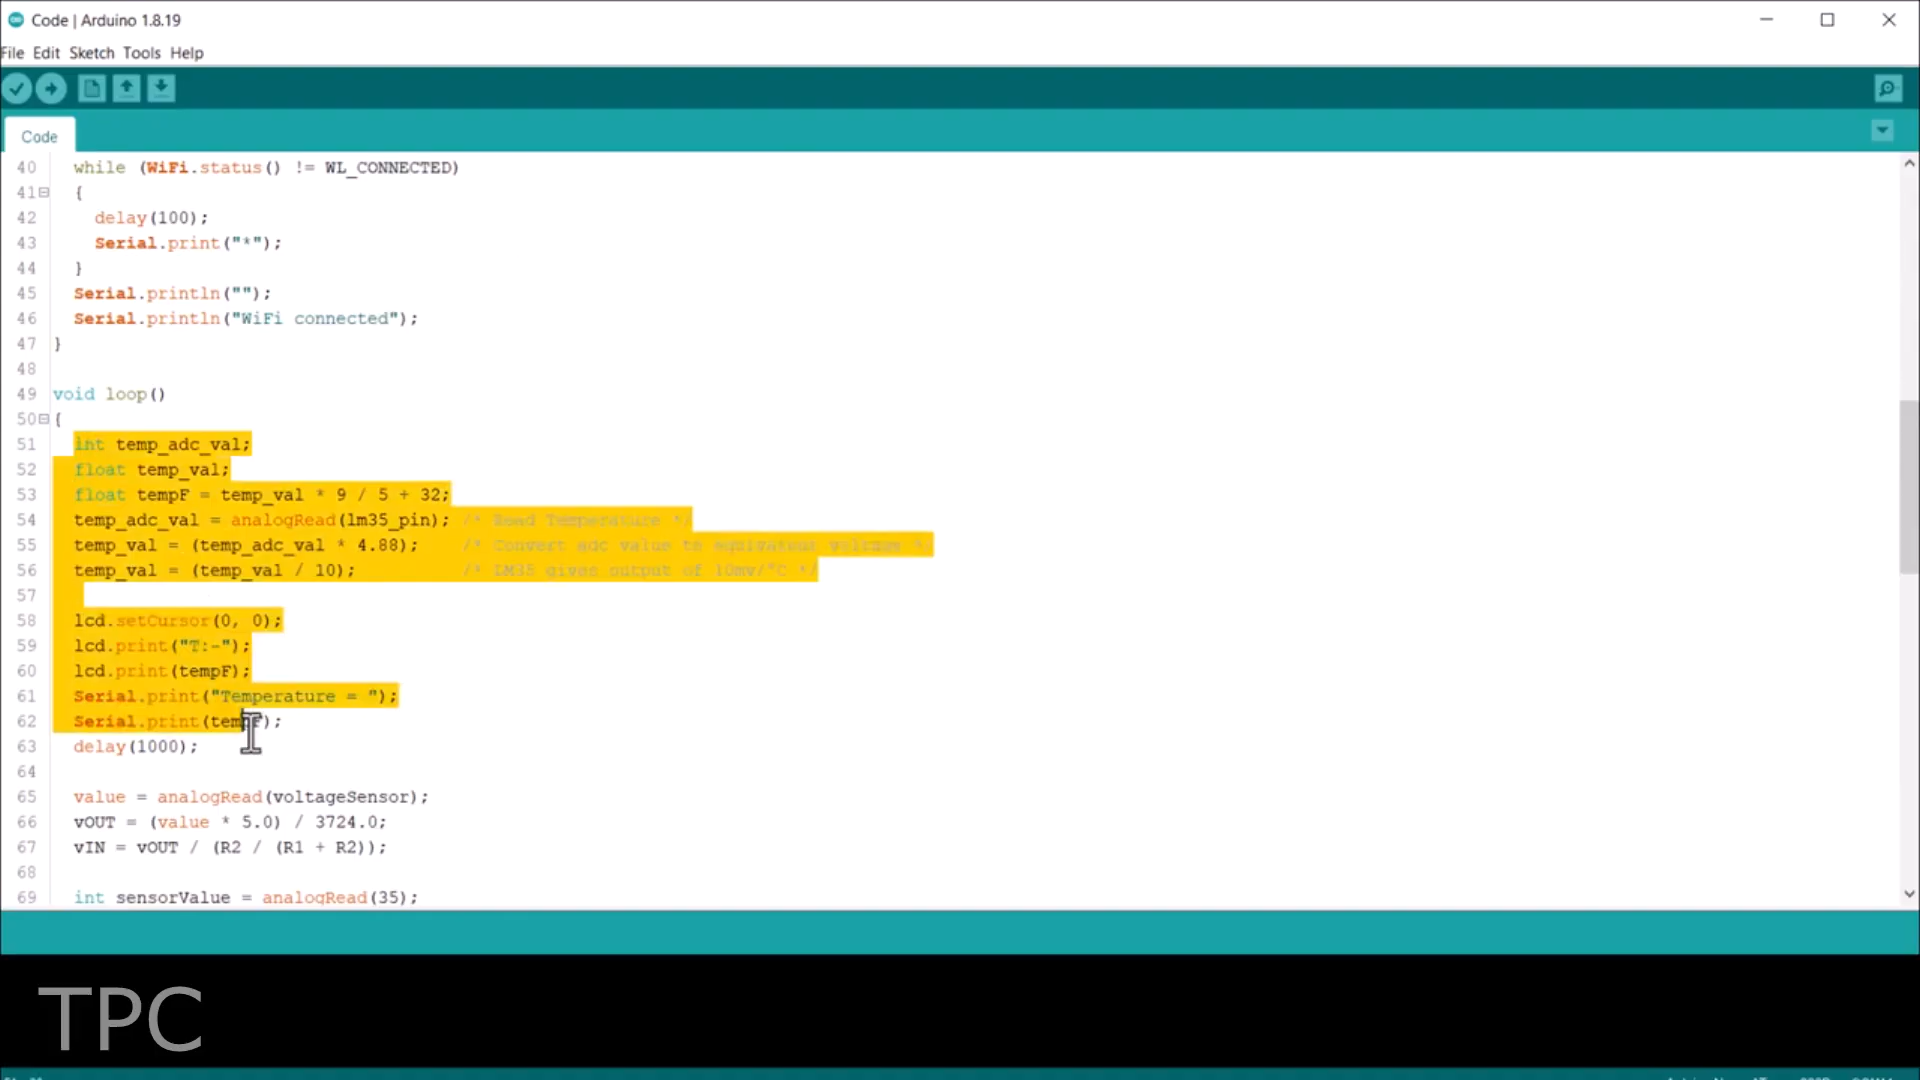 Code | Arduino 1.8.19
File Edit Sketch Tools Help
Code
40 while (WiFi.status() != WL_CONNECTED)
41 {
42 delay(100);
43 Serial.print("*");
44 }
45 Serial.println("");
46 Serial.println("WiFi connected");
47 }
48
49 void loop()
50 {
51 int temp_adc_val;
52 float temp_val;
53 float tempF = temp_val * 9 / 5 + 32;
54 temp_adc_val = analogRead(lm35_pin); /* Read Temperature */
55 temp_val = (temp_adc_val * 4.88); /* Convert adc value to equivalent voltage */
56 temp_val = (temp_val / 10); /* LM35 gives output of 10mv/°C */
57
58 lcd.setCursor(0, 0);
59 lcd.print("T:-");
60 lcd.print(tempF);
61 Serial.print("Temperature = ");
62 Serial.print(tempF);
63 delay(1000);
64
65 value = analogRead(voltageSensor);
66 vOUT = (value * 5.0) / 3724.0;
67 vIN = vOUT / (R2 / (R1 + R2));
68
69 int sensorValue = analogRead(35);
TPC